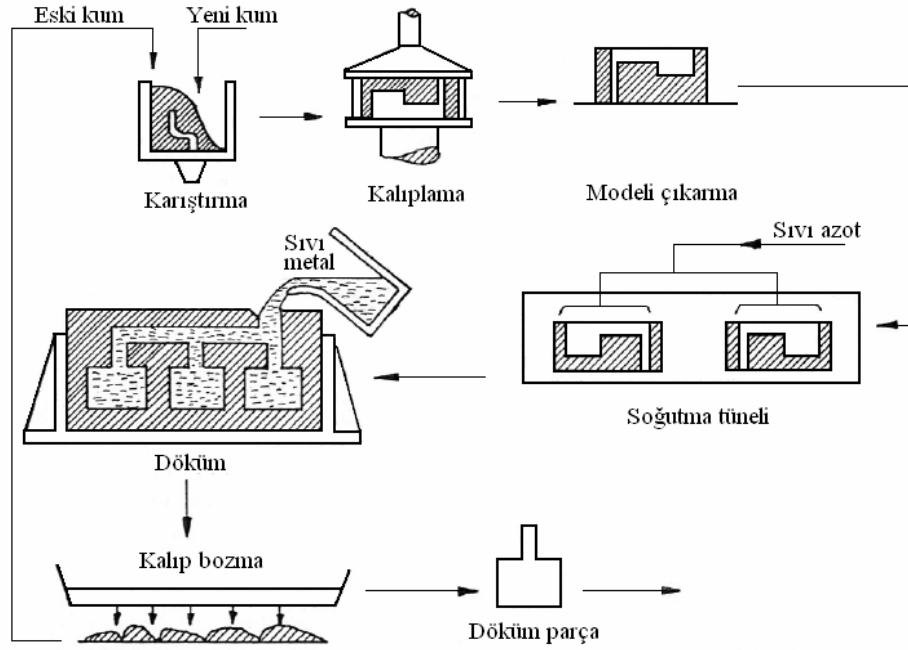 Eski kum
Yeni kum
Karıştırma
Kalıplama
Modeli çıkarma
Sıvı azot
Sıvı
metal
Soğutma tüneli
Döküm
Kalıp bozma
Döküm parça